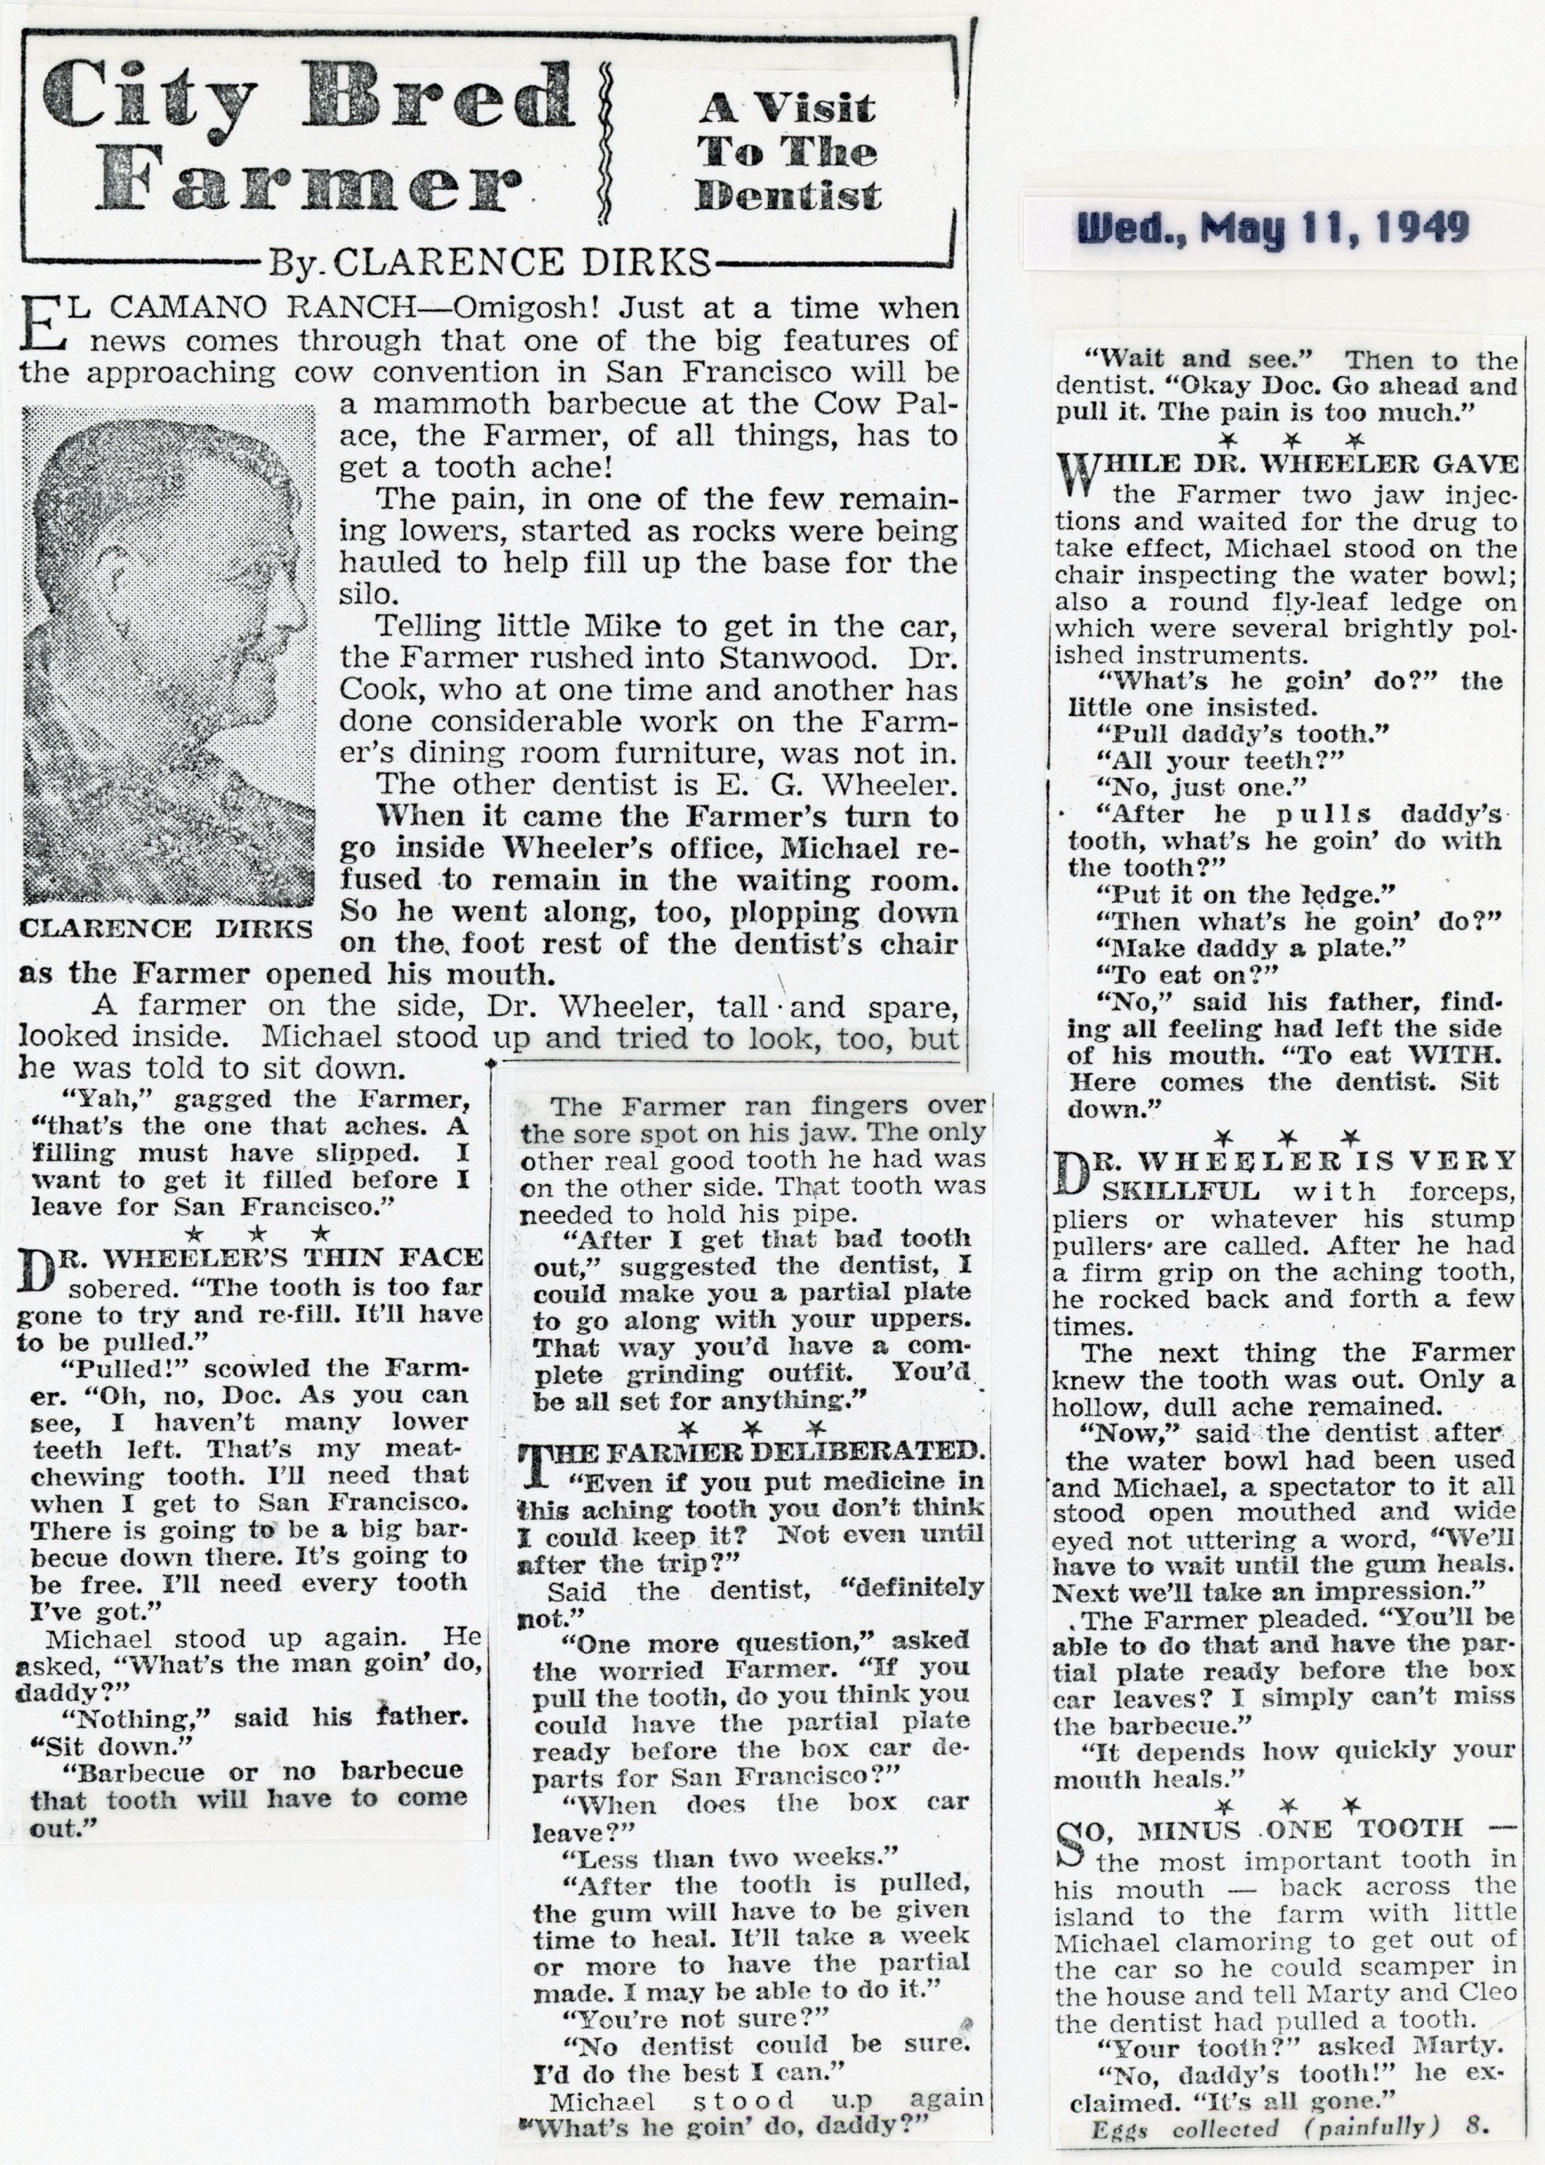 City Bred
Farmer
A Visit
To The
Dentist
By. CLARENCE DIRKS
EL CAMANO RANCH—Omigosh! Just at a time when
news comes through that one of the big features of
the approaching cow convention in San Francisco will be
a mammoth barbecue at the Cow Pal-
ace, the Farmer, of all things, has to
get a tooth ache!
The pain, in one of the few remain-
ing lowers, started as rocks were being
hauled to help fill up the base for the
silo.
Telling little Mike to get in the car,
the Farmer rushed into Stanwood. Dr.
Cook, who at one time and another has
done considerable work on the Farm-
er's dining room furniture, was not in.
The other dentist is E. G. Wheeler.
When it came the Farmer's turn to
go inside Wheeler's office, Michael re-
fused to remain in the waiting room.
So he went along, too, plopping down
on the foot rest of the dentist's chair
CLARENCE DIRKS
as the Farmer opened his mouth.
A farmer on the side, Dr. Wheeler, tall and spare,
looked inside. Michael stood up and tried to look, too, but
he was told to sit down.
"Yah," gagged the Farmer,
"that's the one that aches. A
filling must have slipped. I
want to get it filled before I
leave for San Francisco."
★ ★ ★
DR. WHEELER'S THIN FACE
sobered. "The tooth is too far
gone to try and re-fill. It'll have
to be pulled."
"Pulled!" scowled the Farm-
er. "Oh, no, Doc. As you can
see, I haven't many lower
teeth left. That's my meat-
chewing tooth. I'll need that
when I get to San Francisco.
There is going to be a big bar-
becue down there. It's going to
be free. I'll need every tooth
I've got."
Michael stood up again. He
asked, "What's the man goin' do,
daddy?"
"Nothing," said his father.
"Sit down."
"Barbecue or no barbecue
that tooth will have to come
out."
The Farmer ran fingers over
the sore spot on his jaw. The only
other real good tooth he had was
on the other side. That tooth was
needed to hold his pipe.
"After I get that bad tooth
out," suggested the dentist, I
could make you a partial plate
to go along with your uppers.
That way you'd have a com-
plete grinding outfit. You'd
be all set for anything."
★ ★ ★
THE FARMER DELIBERATED.
"Even if you put medicine in
this aching tooth you don't think
I could keep it? Not even until
after the trip?"
Said the dentist, "definitely
not."
"One more question," asked
the worried Farmer. "If you
pull the tooth, do you think you
could have the partial plate
ready before the box car de-
parts for San Francisco?"
"When does the box car
leave?"
"Less than two weeks."
"After the tooth is pulled,
the gum will have to be given
time to heal. It'll take a week
or more to have the partial
made. I may be able to do it."
"You're not sure?"
"No dentist could be sure.
I'd do the best I can."
Michael stood u.p again
"What's he goin' do, daddy?"
Wed., May 11, 1949
"Wait and see." Then to the
dentist. "Okay Doc. Go ahead and
pull it. The pain is too much."
★ ★ ★
WHILE DR. WHEELER GAVE
the Farmer two jaw injec-
tions and waited for the drug to
take effect, Michael stood on the
chair inspecting the water bowl;
also a round fly-leaf ledge on
which were several brightly pol-
ished instruments.
"What's he goin' do?" the
little one insisted.
"Pull daddy's tooth."
"All your teeth?"
"No, just one."
"After he pulls daddy's
tooth, what's he goin' do with
the tooth?"
"Put it on the ledge."
"Then what's he goin' do?"
"Make daddy a plate."
"To eat on?"
"No," said his father, find-
ing all feeling had left the side
of his mouth. "To eat WITH.
Here comes the dentist. Sit
down."
★ ★ ★
DR. WHEELER IS VERY
SKILLFUL with forceps,
pliers or whatever his stump
pullers are called. After he had
a firm grip on the aching tooth,
he rocked back and forth a few
times.
The next thing the Farmer
knew the tooth was out. Only a
hollow, dull ache remained.
"Now," said the dentist after
the water bowl had been used
and Michael, a spectator to it all
stood open mouthed and wide
eyed not uttering a word, "We'll
have to wait until the gum heals.
Next we'll take an impression."
The Farmer pleaded. "You'll be
able to do that and have the par-
tial plate ready before the box
car leaves? I simply can't miss
the barbecue."
"It depends how quickly your
mouth heals."
★ ★ ★
SO, MINUS ONE TOOTH —
the most important tooth in
his mouth — back across the
island to the farm with little
Michael clamoring to get out of
the car so he could scamper in
the house and tell Marty and Cleo
the dentist had pulled a tooth.
"Your tooth?" asked Marty.
"No, daddy's tooth!" he ex-
claimed. "It's all gone."
Eggs collected (painfully) 8.